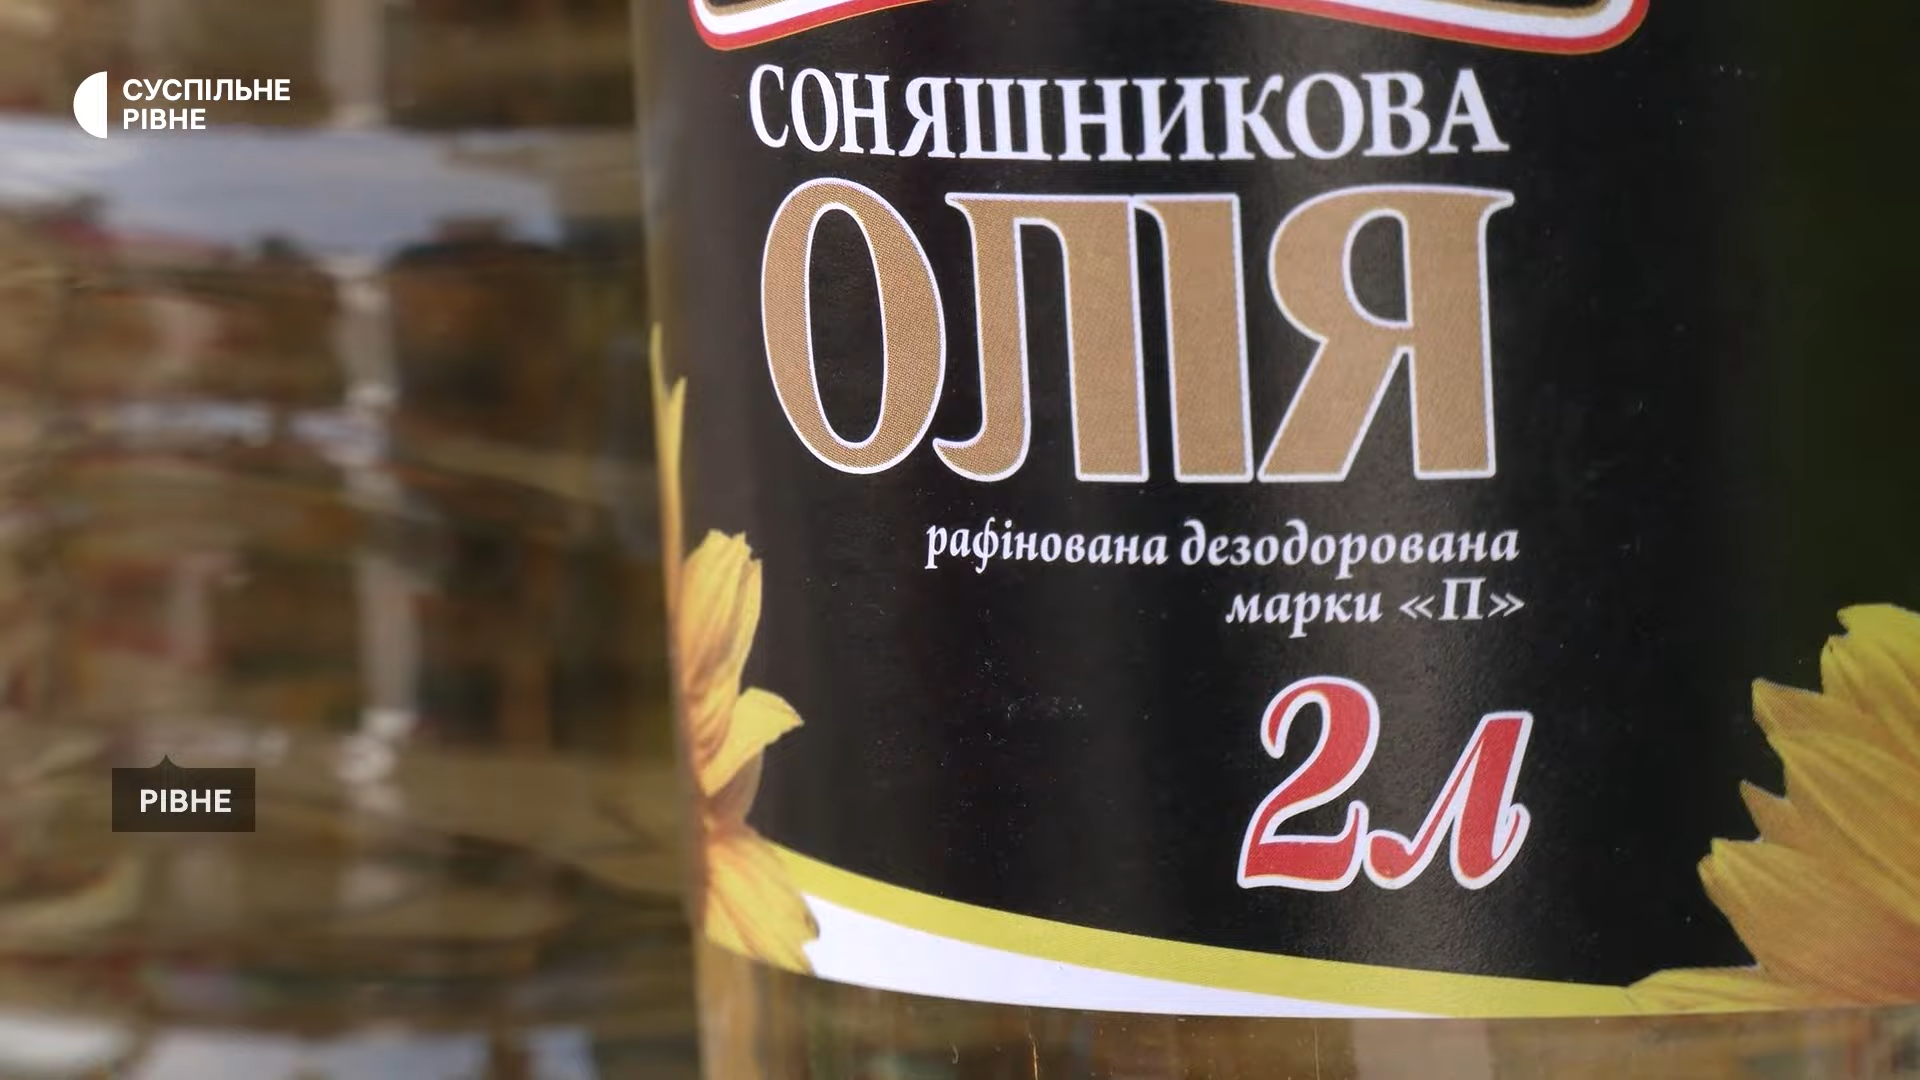 СУСПІЛЬНЕ
РІВНЕ
СОНЯШНИКОВА
ОЛІЯ
рафінована дезодорована
марки «П»
2л
РІВНЕ